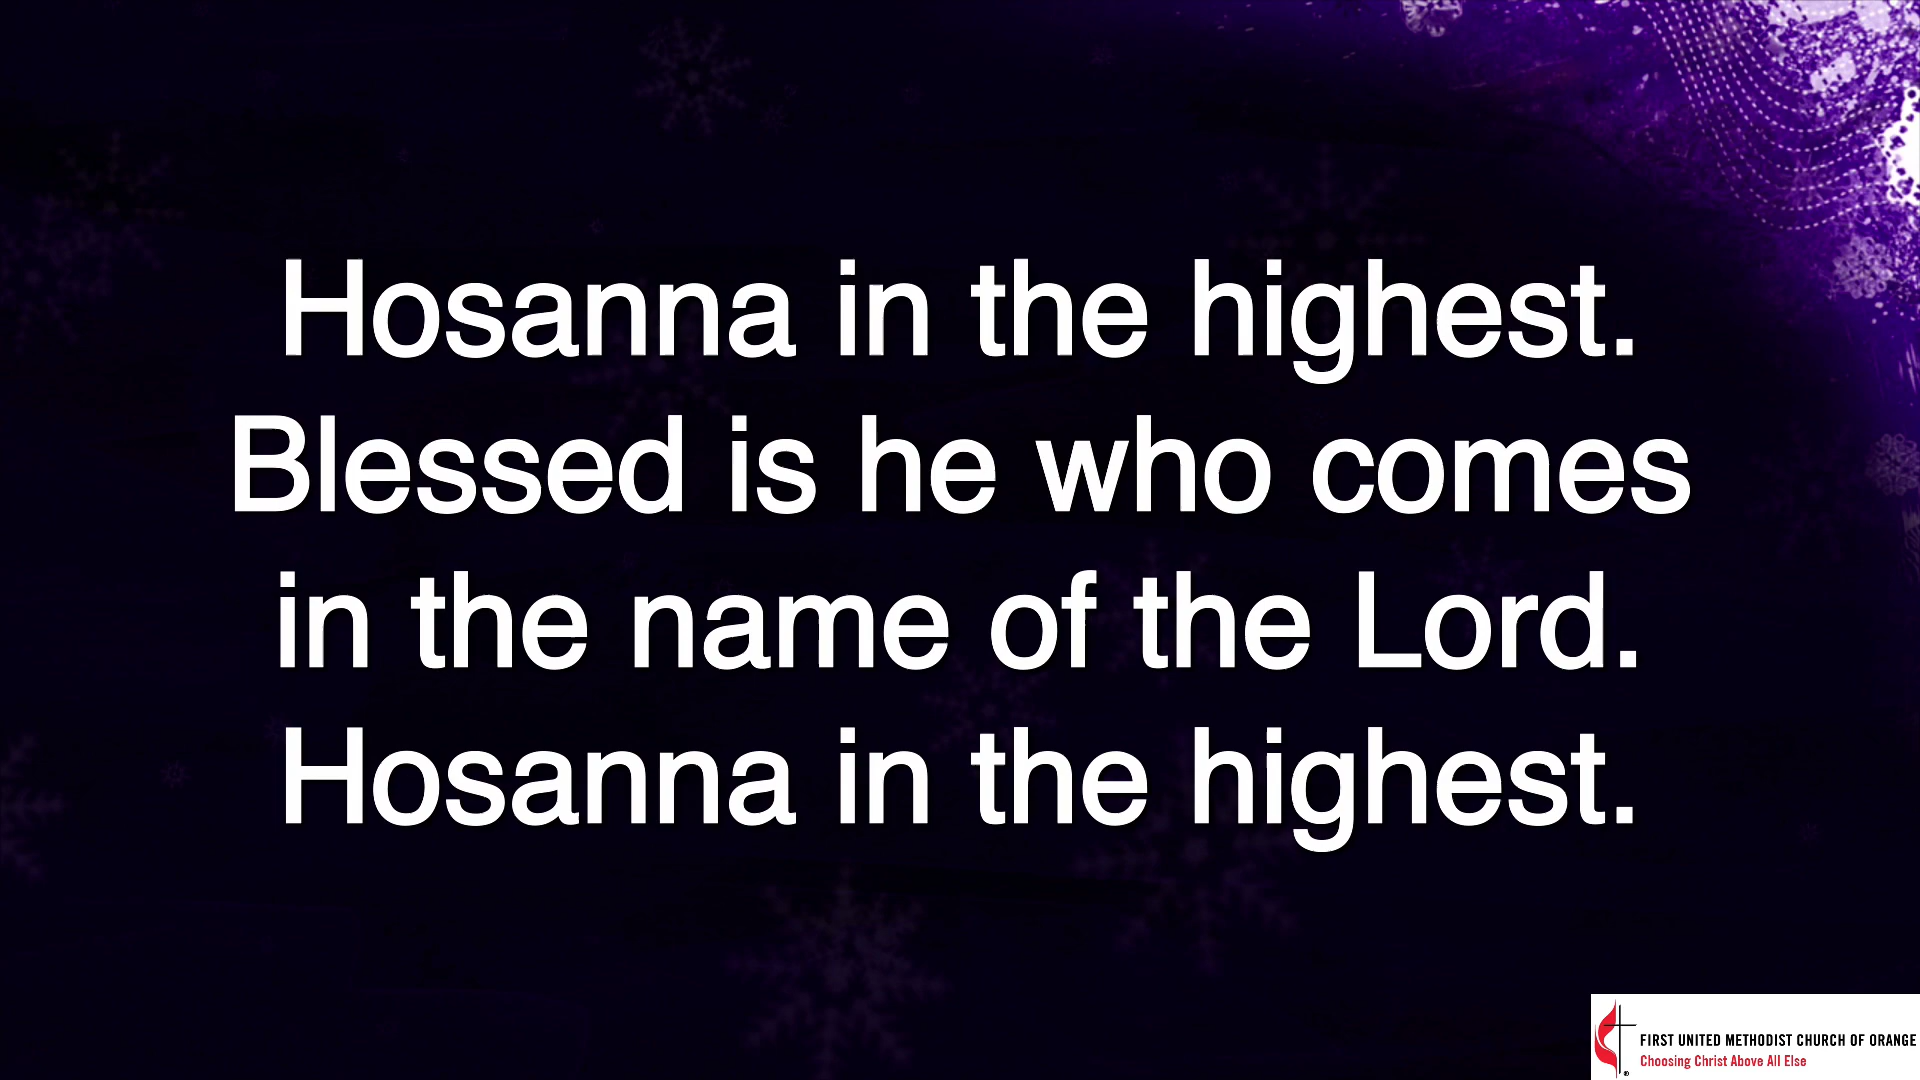 Hosanna in the highest.
Blessed is he who comes
in the name of the Lord.
Hosanna in the highest.
FIRST UNITED METHODIST CHURCH OF ORANGE
Choosing Christ Above All Else
®